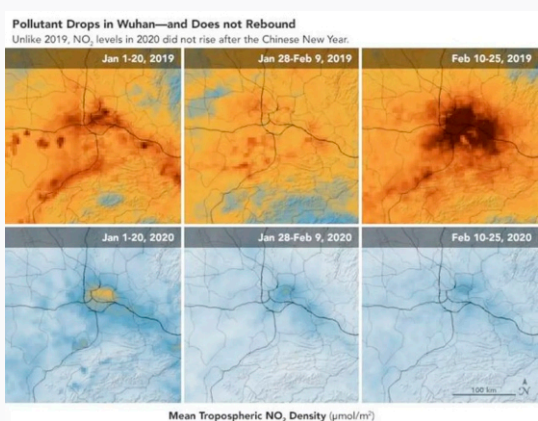 Pollutant Drops in Wuhan—and Does not Rebound
Unlike 2019, NO₂ levels in 2020 did not rise after the Chinese New Year.
Jan 1-20, 2019
Jan 28-Feb 9, 2019
Feb 10-25, 2019
Jan 1-20, 2020
Jan 28-Feb 9, 2020
Feb 10-25, 2020
100 km
N
Mean Tropospheric NO₂ Density (μmol/m²)